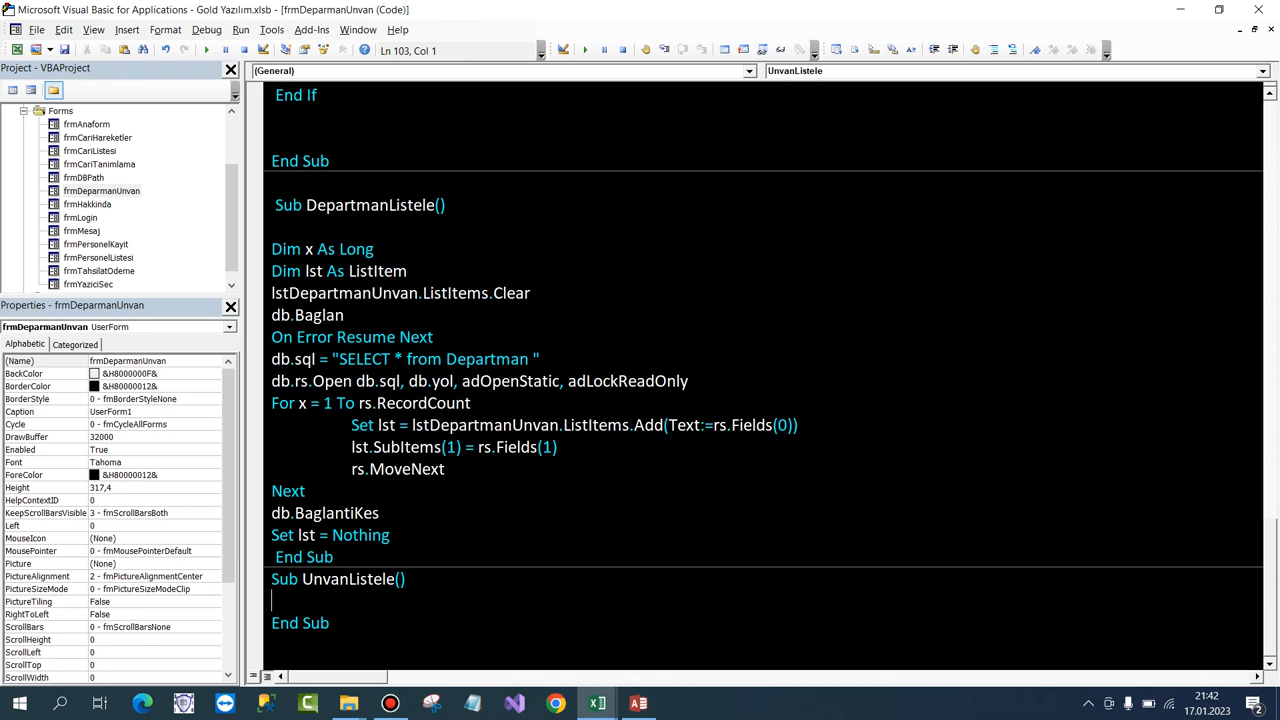 Microsoft Visual Basic for Applications - Gold Yazılım.xlsb - [frmDeparmanUnvan (Code)]
File Edit View Insert Format Debug Run Tools Add-Ins Window Help
Ln 103, Col 1
Project - VBAProject
(General)
UnvanListele
Forms
frmAnaform
frmCariHareketler
frmCariListesi
frmCariTanimlama
frmDBPath
frmDeparmanUnvan
frmHakkinda
frmLogin
frmMesaj
frmPersonelKayit
frmPersonelListesi
frmTahsilatOdeme
frmYaziciSec
Properties - frmDeparmanUnvan
frmDeparmanUnvan UserForm
Alphabetic Categorized
(Name) frmDeparmanUnvan
BackColor &H8000000F&
BorderColor &H80000012&
BorderStyle 0 - fmBorderStyleNone
Caption UserForm1
Cycle 0 - fmCycleAllForms
DrawBuffer 32000
Enabled True
Font Tahoma
ForeColor &H80000012&
Height 317,4
HelpContextID 0
KeepScrollBarsVisible 3 - fmScrollBarsBoth
Left 0
MouseIcon (None)
MousePointer 0 - fmMousePointerDefault
Picture (None)
PictureAlignment 2 - fmPictureAlignmentCenter
PictureSizeMode 0 - fmPictureSizeModeClip
PictureTiling False
RightToLeft False
ScrollBars 0 - fmScrollBarsNone
ScrollHeight 0
ScrollLeft 0
ScrollTop 0
ScrollWidth 0
End If
End Sub
Sub DepartmanListele()
Dim x As Long
Dim lst As ListItem
lstDepartmanUnvan.ListItems.Clear
db.Baglan
On Error Resume Next
db.sql = "SELECT * from Departman "
db.rs.Open db.sql, db.yol, adOpenStatic, adLockReadOnly
For x = 1 To rs.RecordCount
Set lst = lstDepartmanUnvan.ListItems.Add(Text:=rs.Fields(0))
lst.SubItems(1) = rs.Fields(1)
rs.MoveNext
Next
db.BaglantiKes
Set lst = Nothing
End Sub
Sub UnvanListele()
End Sub
21:42
17.01.2023
2